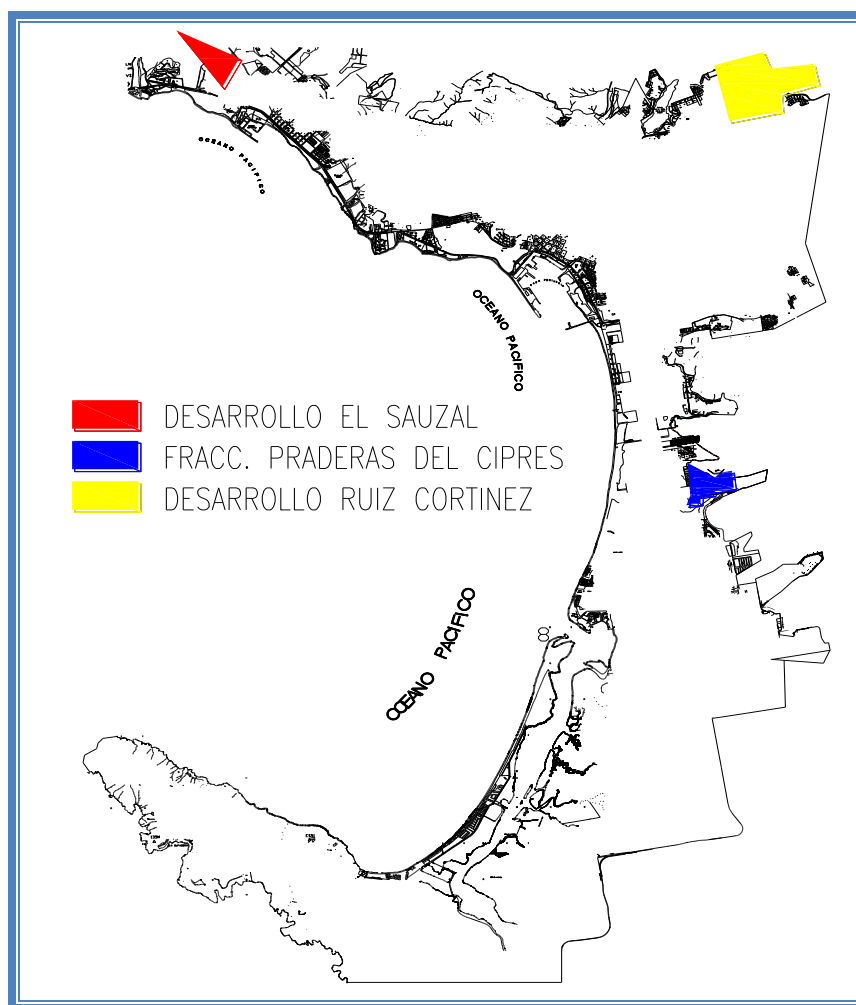 OCEANO PACIFICO
OCEANO PACIFICO
DESARROLLO EL SAUZAL
FRACC. PRADERAS DEL CIPRES
DESARROLLO RUIZ CORTINEZ
OCEANO PACIFICO